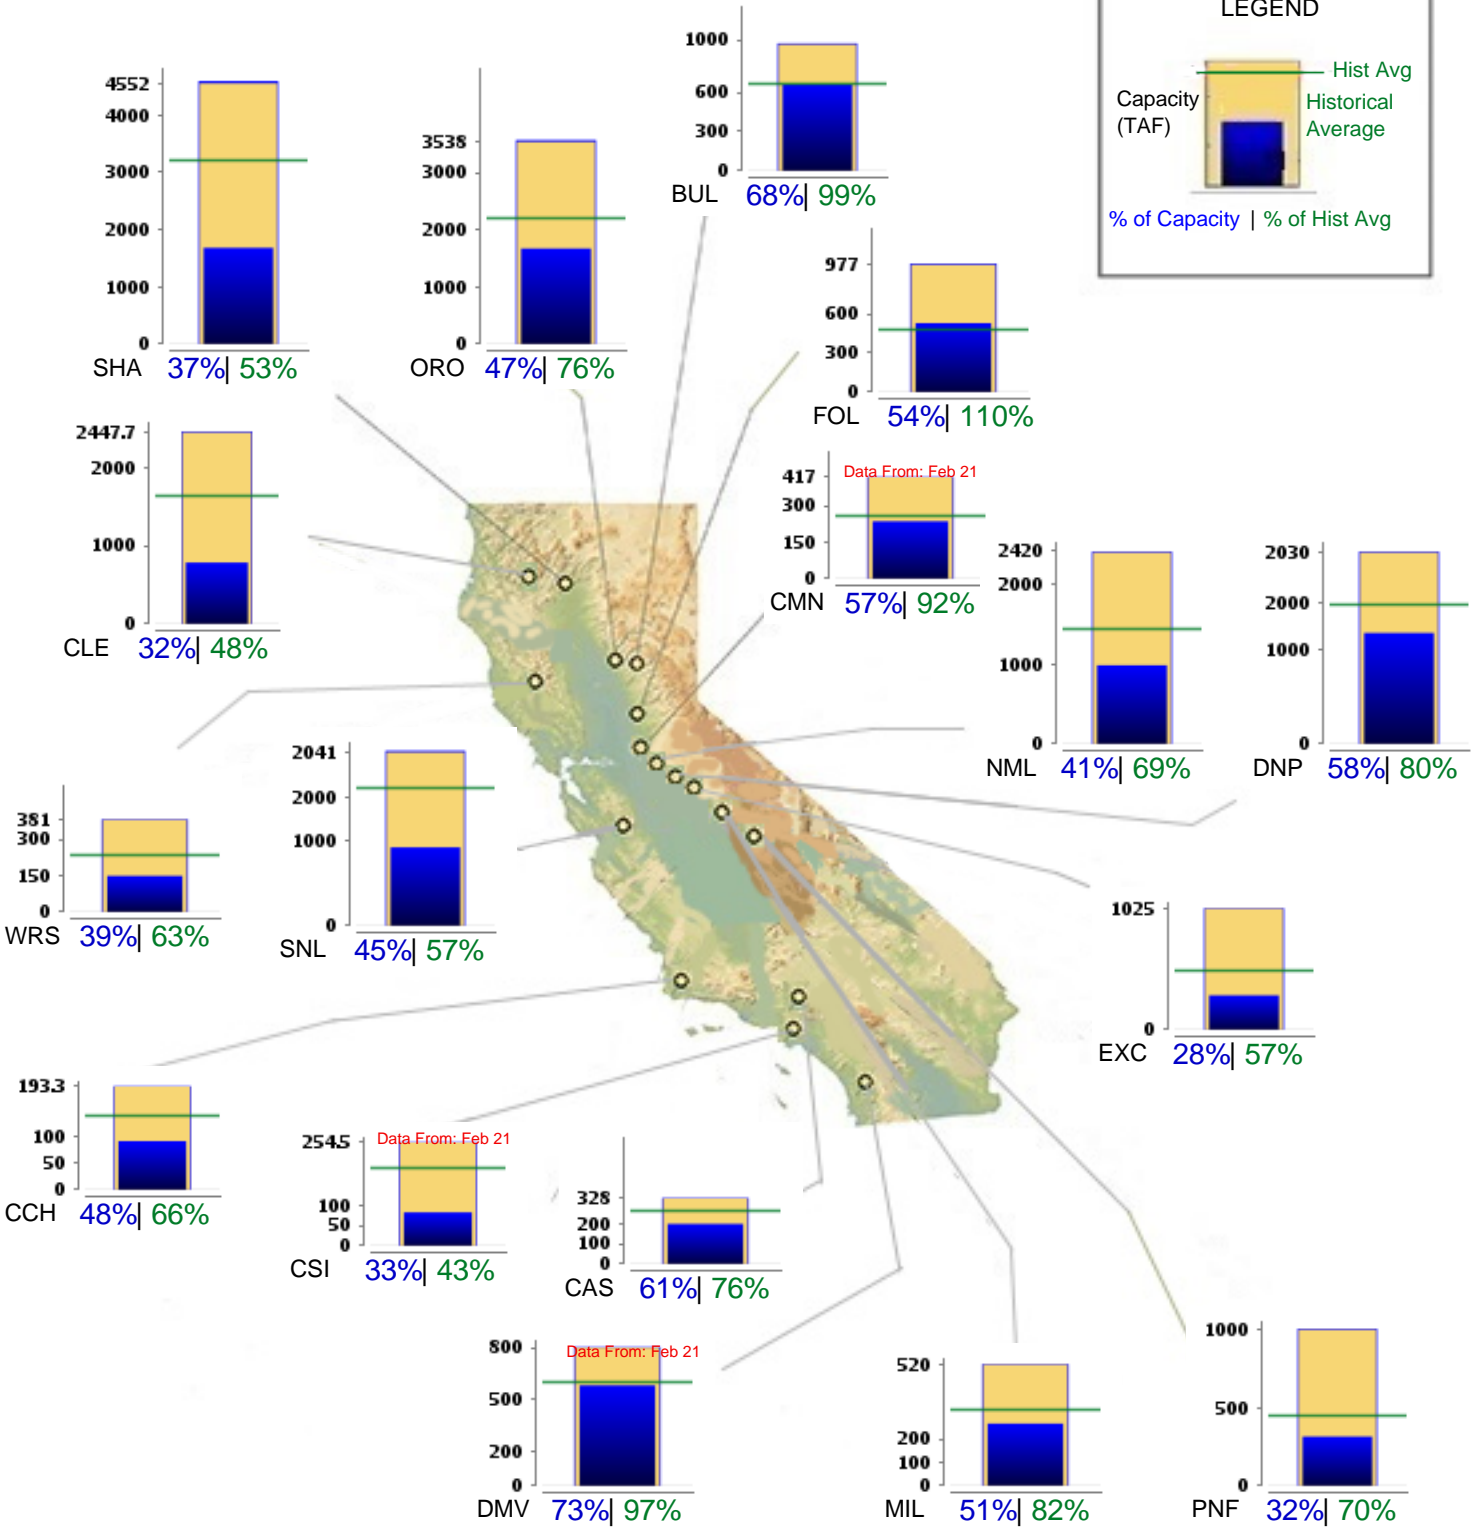 LEGEND
Hist Avg
Capacity
(TAF)
Historical
Average
% of Capacity | % of Hist Avg
1000
600
300
0
BUL 68%| 99%
4552
4000
3000
2000
1000
0
SHA 37%| 53%
3538
3000
2000
1000
0
ORO 47%| 76%
977
600
300
0
FOL 54%| 110%
2447.7
2000
1000
0
CLE 32%| 48%
Data From: Feb 21
417
300
150
0
CMN 57%| 92%
2420
2000
1000
0
NML 41%| 69%
2030
2000
1000
0
DNP 58%| 80%
381
300
150
0
WRS 39%| 63%
2041
2000
1000
0
SNL 45%| 57%
1025
0
EXC 28%| 57%
193.3
100
50
0
CCH 48%| 66%
Data From: Feb 21
254.5
100
50
0
CSI 33%| 43%
328
200
100
0
CAS 61%| 76%
800
Data From: Feb 21
500
200
0
DMV 73%| 97%
520
200
100
0
MIL 51%| 82%
1000
500
0
PNF 32%| 70%